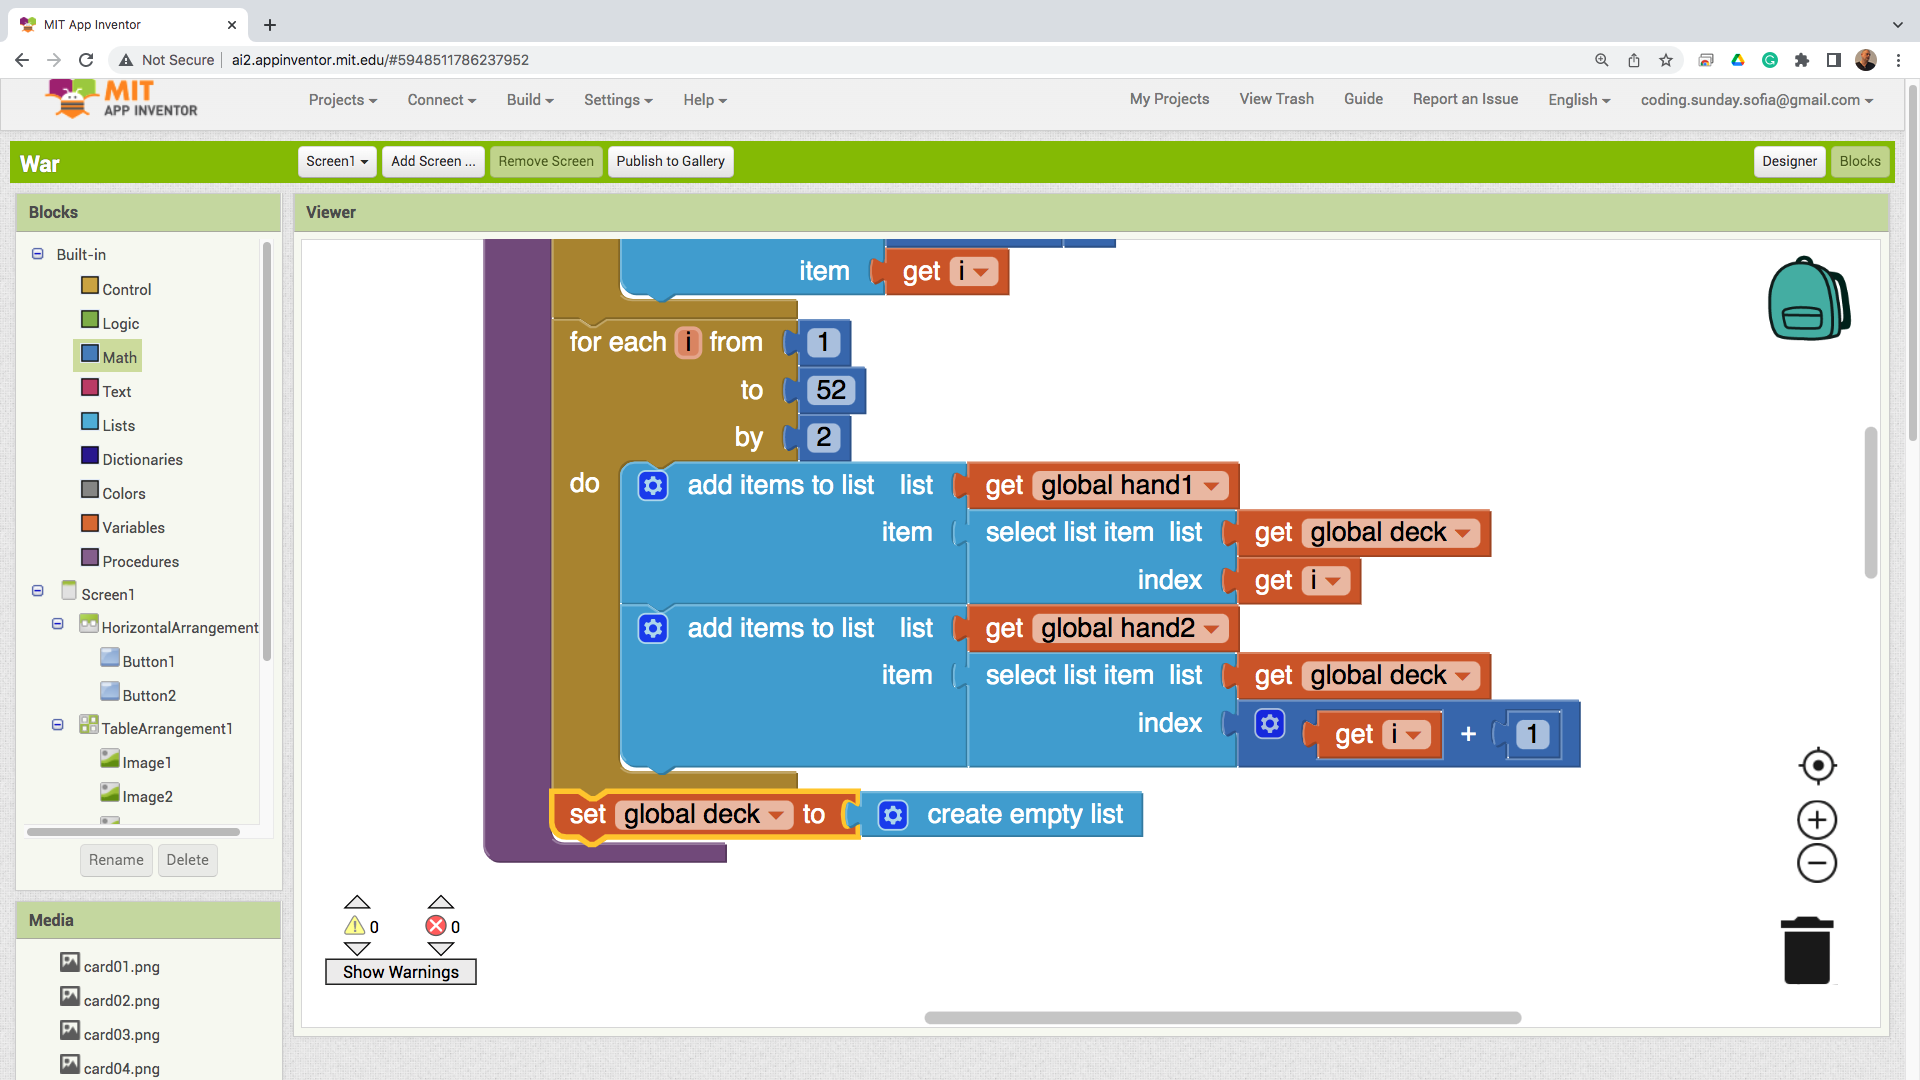 MIT App Inventor
Not Secure
ai2.appinventor.mit.edu/#5948511786237952
MIT
APP INVENTOR
Projects
Connect
Build
Settings
Help
My Projects
View Trash
Guide
Report an Issue
English
coding.sunday.sofia@gmail.com
War
Screen1
Add Screen ...
Remove Screen
Publish to Gallery
Designer
Blocks
Blocks
Viewer
Built-in
Control
Logic
Math
Text
Lists
Dictionaries
Colors
Variables
Procedures
Screen1
HorizontalArrangement
Button1
Button2
TableArrangement1
Image1
Image2
Rename
Delete
Media
card01.png
card02.png
card03.png
card04.png
item get i
for each i from 1
to 52
by 2
do add items to list list get global hand1
item select list item list get global deck
index get i
add items to list list get global hand2
item select list item list get global deck
index get i + 1
set global deck to create empty list
0
0
Show Warnings